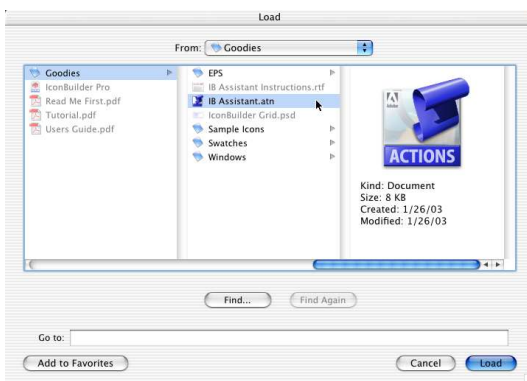 Load
From: Goodies
Goodies
IconBuilder Pro
Read Me First.pdf
Tutorial.pdf
Users Guide.pdf
EPS
IB Assistant Instructions.rtf
IB Assistant.atn
IconBuilder Grid.psd
Sample Icons
Swatches
Windows
ACTIONS
Kind: Document
Size: 8 KB
Created: 1/26/03
Modified: 1/26/03
Find...
Find Again
Go to:
Add to Favorites
Cancel
Load